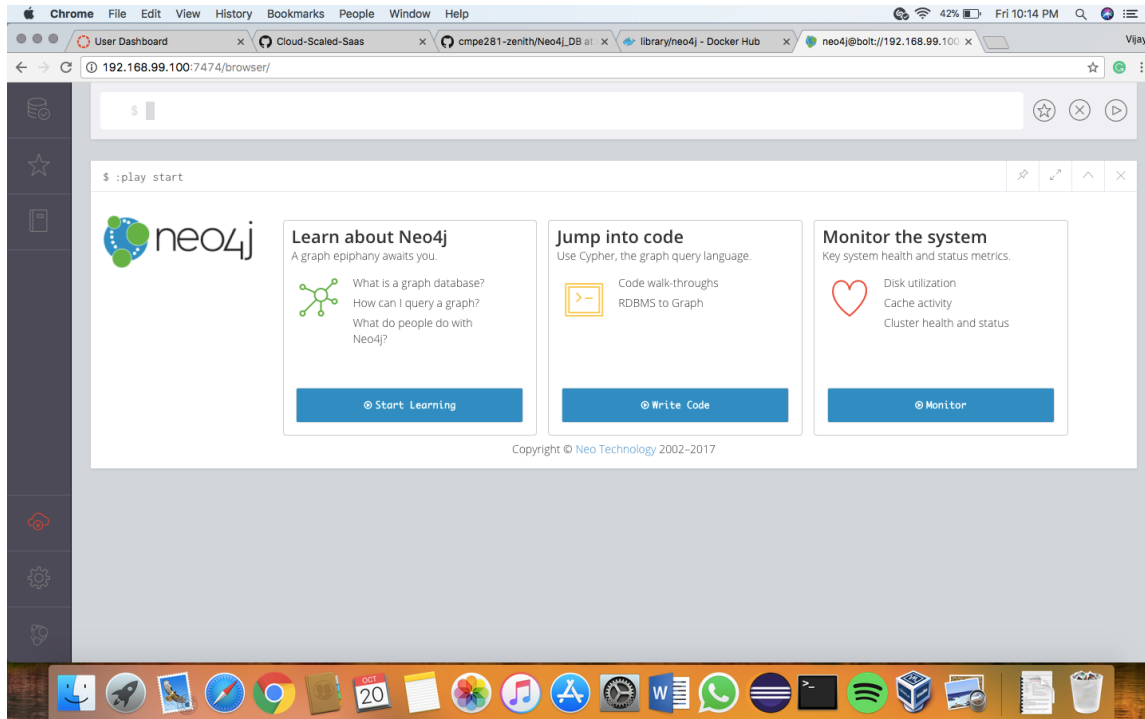 Chrome File Edit View History Bookmarks People Window Help 42% Fri 10:14 PM
User Dashboard Cloud-Scaled-Saas cmpe281-zenith/Neo4j_DB at library/neo4j - Docker Hub neo4j@bolt://192.168.99.100 Vijay
192.168.99.100:7474/browser/
$
$ :play start
neo4j
Learn about Neo4j
A graph epiphany awaits you.
What is a graph database?
How can I query a graph?
What do people do with
Neo4j?
Start Learning
Jump into code
Use Cypher, the graph query language.
Code walk-throughs
RDBMS to Graph
Write Code
Monitor the system
Key system health and status metrics.
Disk utilization
Cache activity
Cluster health and status
Monitor
Copyright © Neo Technology 2002–2017
OCT
20
W